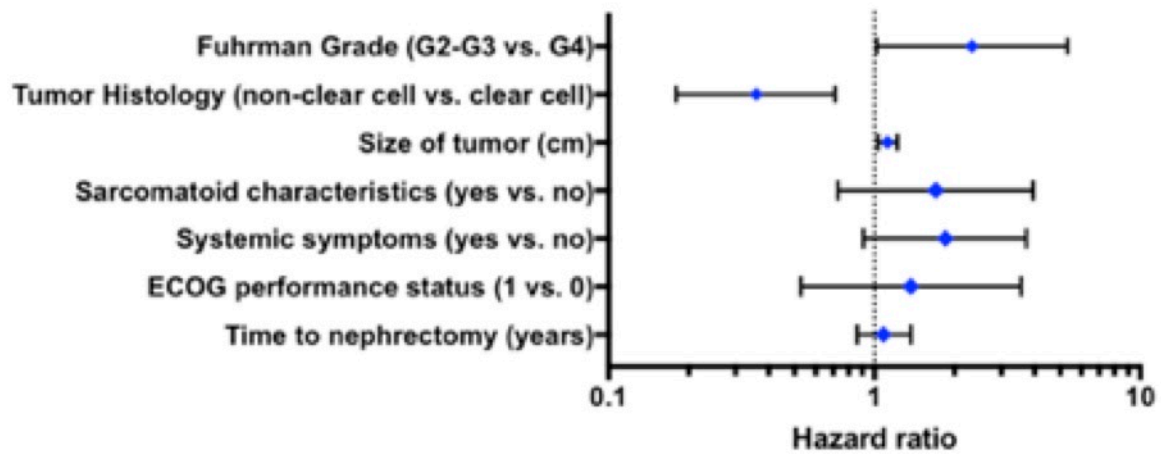 Fuhrman Grade (G2-G3 vs. G4)
Tumor Histology (non-clear cell vs. clear cell)
Size of tumor (cm)
Sarcomatoid characteristics (yes vs. no)
Systemic symptoms (yes vs. no)
ECOG performance status (1 vs. 0)
Time to nephrectomy (years)
0.1 1 10
Hazard ratio